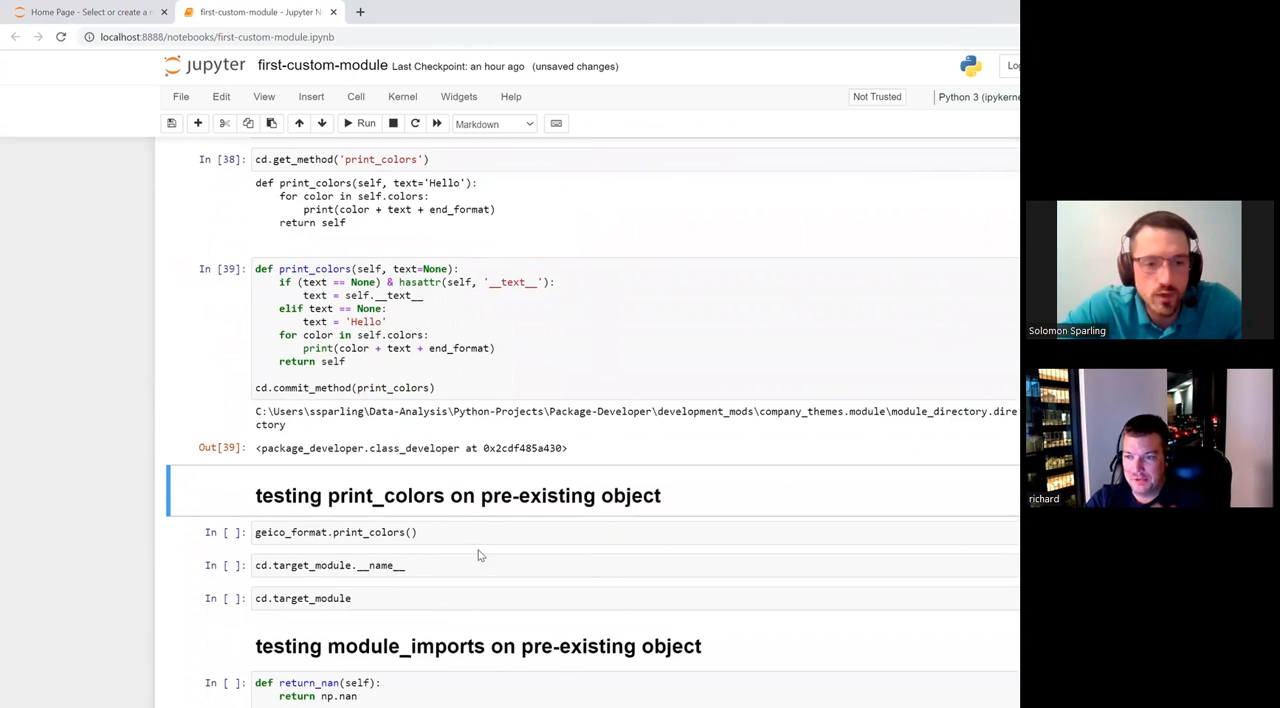 Home Page - Select or create a n
first-custom-module - Jupyter N
localhost:8888/notebooks/first-custom-module.ipynb
jupyter first-custom-module Last Checkpoint: an hour ago (unsaved changes)
File Edit View Insert Cell Kernel Widgets Help Not Trusted Python 3 (ipykerne
Run Markdown
In [38]: cd.get_method('print_colors')
def print_colors(self, text='Hello'):
    for color in self.colors:
        print(color + text + end_format)
    return self
In [39]: def print_colors(self, text=None):
    if (text == None) & hasattr(self, '__text__'):
        text = self.__text__
    elif text == None:
        text = 'Hello'
    for color in self.colors:
        print(color + text + end_format)
    return self
cd.commit_method(print_colors)
C:\Users\ssparling\Data-Analysis\Python-Projects\Package-Developer\development_mods\company_themes.module\module_directory.dire
ctory
Out[39]: <package_developer.class_developer at 0x2cdf485a430>
testing print_colors on pre-existing object
In [ ]: geico_format.print_colors()
In [ ]: cd.target_module.__name__
In [ ]: cd.target_module
testing module_imports on pre-existing object
In [ ]: def return_nan(self):
    return np.nan
Solomon Sparling
richard